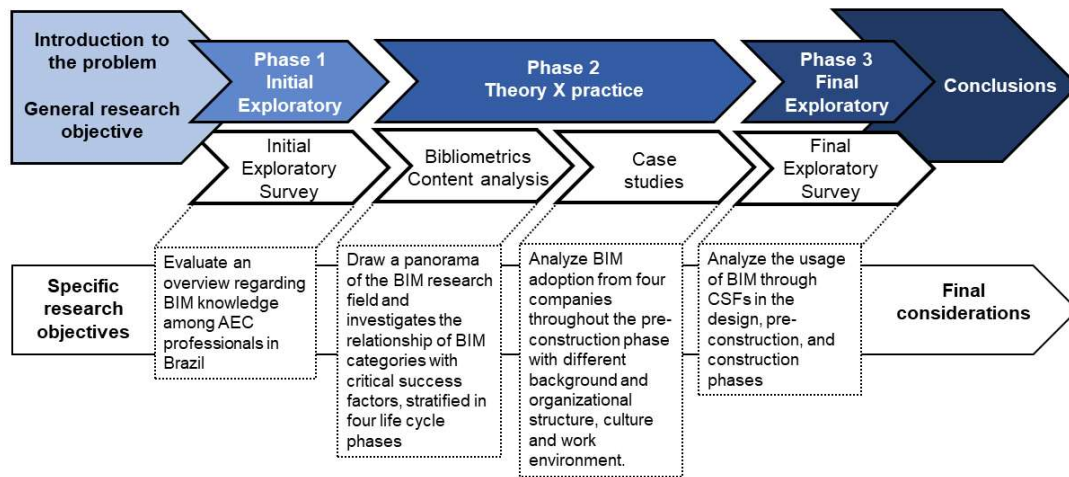 Introduction to
the problem
General research
objective
Phase 1
Initial
Exploratory
Phase 2
Theory X practice
Phase 3
Final
Exploratory
Conclusions
Initial
Exploratory
Survey
Bibliometrics
Content analysis
Case
studies
Final
Exploratory
Survey
Specific
research
objectives
Evaluate an
overview regarding
BIM knowledge
among AEC
professionals in
Brazil
Draw a panorama
of the BIM research
field and
investigates the
relationship of BIM
categories with
critical success
factors, stratified in
four life cycle
phases
Analyze BIM
adoption from four
companies
throughout the pre-
construction phase
with different
background and
organizational
structure, culture
and work
environment.
Analyze the usage
of BIM through
CSFs in the
design, pre-
construction, and
construction
phases
Final
considerations